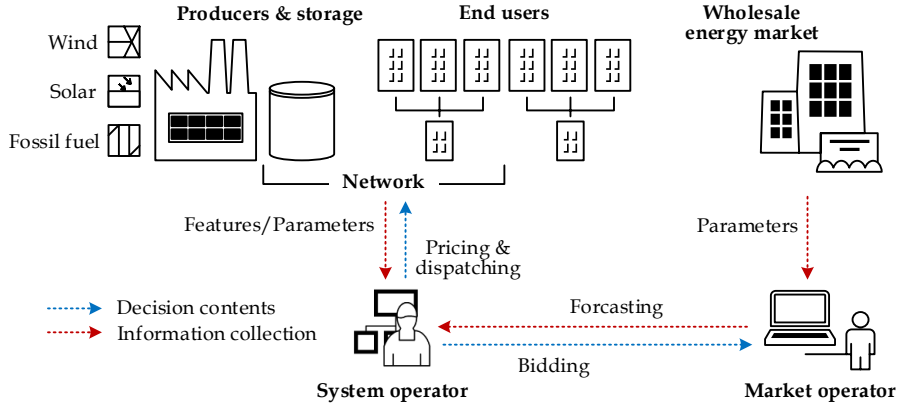 Producers & storage
End users
Wholesale
energy market
Wind
Solar
Fossil fuel
Network
Features/Parameters
Pricing &
dispatching
Parameters
Decision contents
Information collection
Forcasting
Bidding
System operator
Market operator